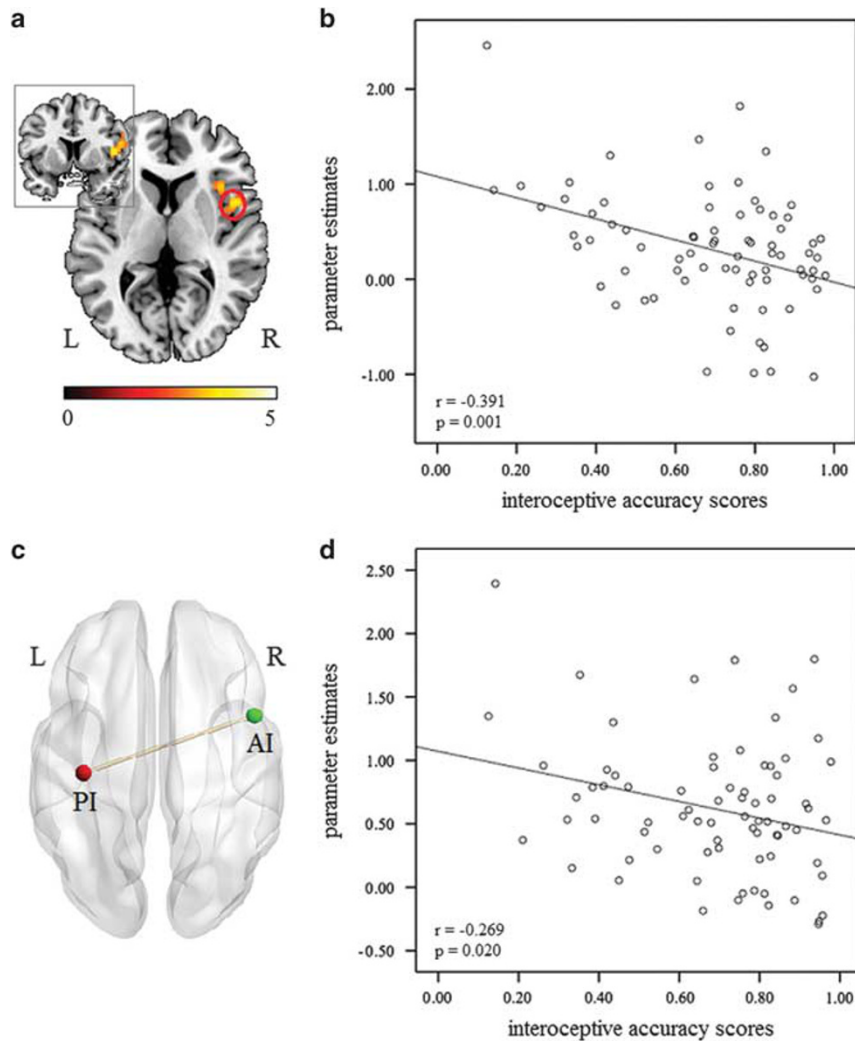 a
L
R
0
5
b
parameter estimates
2.00
1.00
0.00
-1.00
r = -0.391
p = 0.001
0.00 0.20 0.40 0.60 0.80 1.00
interoceptive accuracy scores
c
L
R
AI
PI
d
parameter estimates
2.50
2.00
1.50
1.00
0.50
0.00
-0.50
r = -0.269
p = 0.020
0.00 0.20 0.40 0.60 0.80 1.00
interoceptive accuracy scores